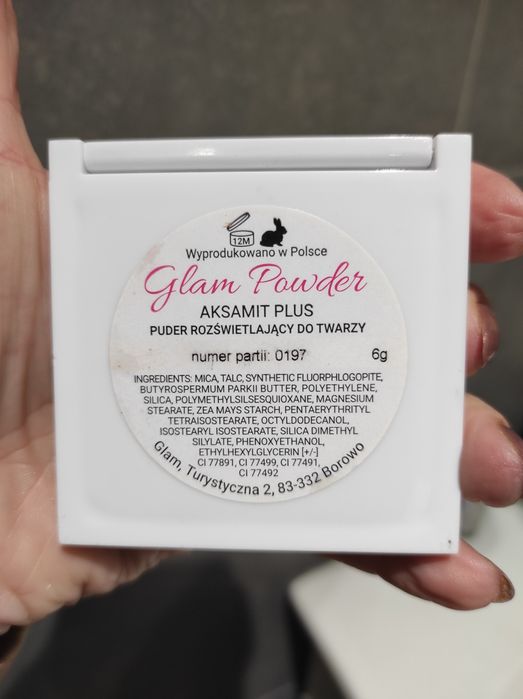 12M
Wyprodukowano w Polsce
Glam Powder
AKSAMIT PLUS
PUDER ROZŚWIETLAJĄCY DO TWARZY
numer partii: 0197 6g
INGREDIENTS: MICA, TALC, SYNTHETIC FLUORPHLOGOPITE,
BUTYROSPERMUM PARKII BUTTER, POLYETHYLENE,
SILICA, POLYMETHYLSILSESQUIOXANE, MAGNESIUM
STEARATE, ZEA MAYS STARCH, PENTAERYTHRITYL
TETRAISOSTEARATE, OCTYLDODECANOL,
ISOSTEARYL ISOSTEARATE, SILICA DIMETHYL
SILYLATE, PHENOXYETHANOL,
ETHYLHEXYLGLYCERIN [+/-]
CI 77891, CI 77499, CI 77491,
CI 77492
Glam, Turystyczna 2, 83-332 Borowo